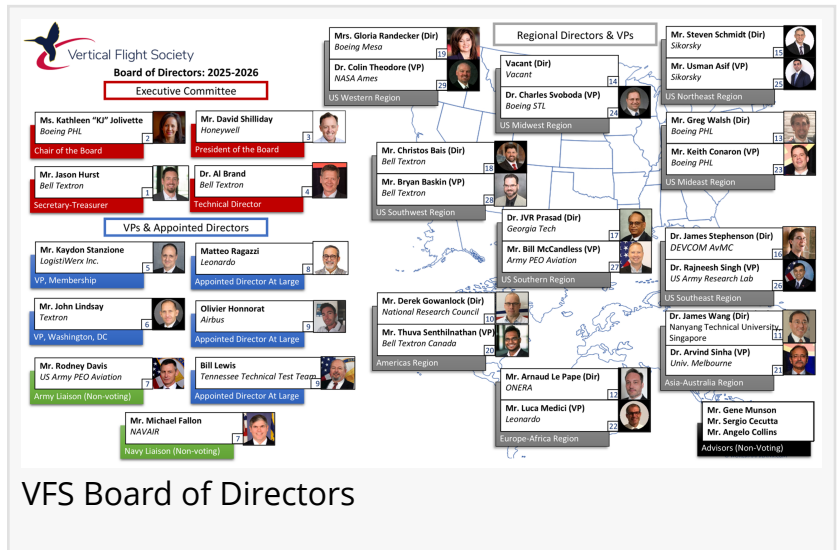 Vertical Flight Society
Board of Directors: 2025-2026
Executive Committee
Ms. Kathleen “KJ” Jolivette
Boeing PHL
2
Chair of the Board
Mr. David Shilliday
Honeywell
3
President of the Board
Mr. Jason Hurst
Bell Textron
1
Secretary-Treasurer
Dr. Al Brand
Bell Textron
4
Technical Director
VPs & Appointed Directors
Mr. Kaydon Stanzione
LogistiWerx Inc.
5
VP, Membership
Matteo Ragazzi
Leonardo
8
Appointed Director At Large
Mr. John Lindsay
Textron
6
VP, Washington, DC
Olivier Honnorat
Airbus
9
Appointed Director At Large
Mr. Rodney Davis
US Army PEO Aviation
7
Army Liaison (Non-voting)
Bill Lewis
Tennessee Technical Test Team
9
Appointed Director At Large
Mr. Michael Fallon
NAVAIR
7
Navy Liaison (Non-voting)
Regional Directors & VPs
Mrs. Gloria Randecker (Dir)
Boeing Mesa
19
Dr. Colin Theodore (VP)
NASA Ames
29
US Western Region
Vacant (Dir)
Vacant
14
Dr. Charles Svoboda (VP)
Boeing STL
24
US Midwest Region
Mr. Steven Schmidt (Dir)
Sikorsky
15
Mr. Usman Asif (VP)
Sikorsky
25
US Northeast Region
Mr. Greg Walsh (Dir)
Boeing PHL
13
Mr. Keith Conaron (VP)
Boeing PHL
23
US Mideast Region
Mr. Christos Bais (Dir)
Bell Textron
18
Mr. Bryan Baskin (VP)
Bell Textron
28
US Southwest Region
Dr. JVR Prasad (Dir)
Georgia Tech
17
Mr. Bill McCandless (VP)
Army PEO Aviation
27
US Southern Region
Dr. James Stephenson (Dir)
DEVCOM AvMC
16
Dr. Rajneesh Singh (VP)
US Army Research Lab
26
US Southeast Region
Mr. Derek Gowanlock (Dir)
National Research Council
10
Mr. Thuva Senthilnathan (VP)
Bell Textron Canada
20
Americas Region
Dr. James Wang (Dir)
Nanyang Technical University,
Singapore
11
Dr. Arvind Sinha (VP)
Univ. Melbourne
21
Asia-Australia Region
Mr. Arnaud Le Pape (Dir)
ONERA
12
Mr. Luca Medici (VP)
Leonardo
22
Europe-Africa Region
Mr. Gene Munson
Mr. Sergio Cecutta
Mr. Angelo Collins
Advisors (Non-Voting)
VFS Board of Directors